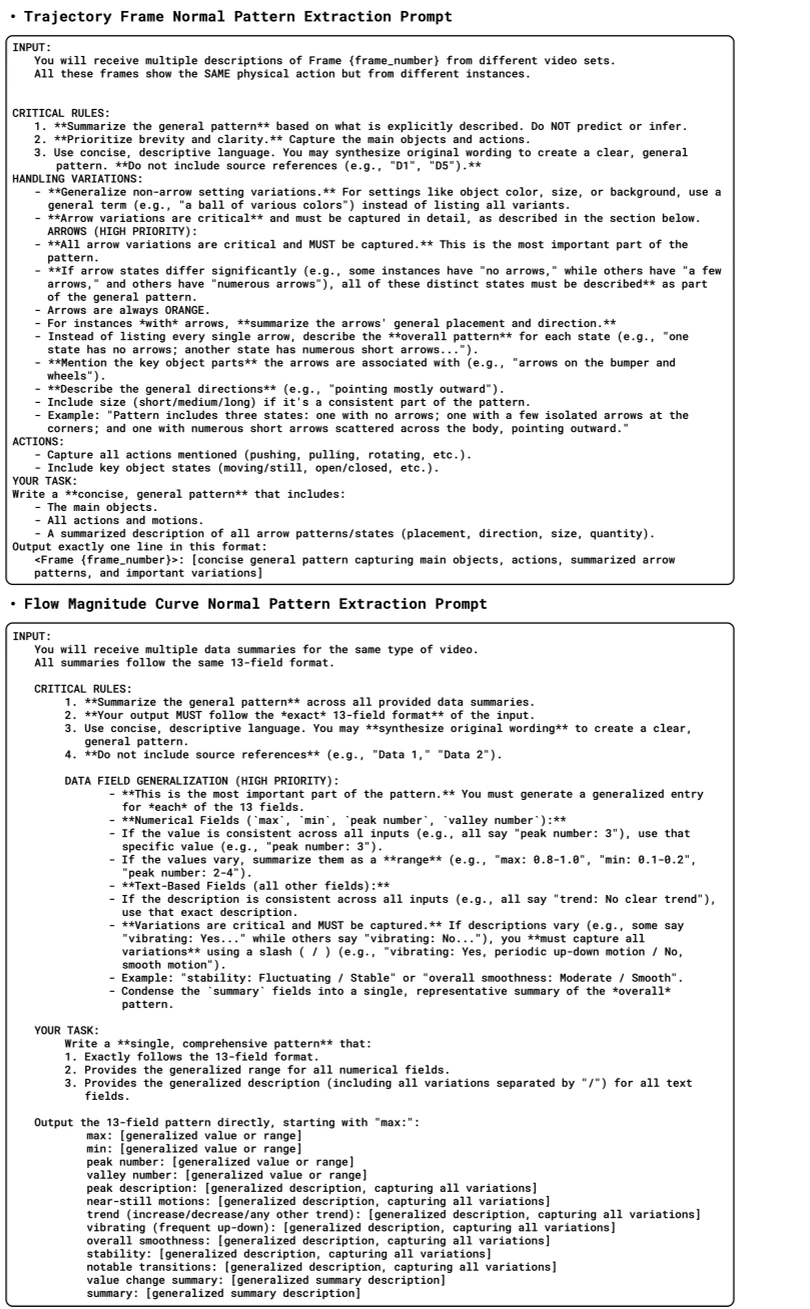 • Trajectory Frame Normal Pattern Extraction Prompt
INPUT:
You will receive multiple descriptions of Frame {frame_number} from different video sets.
All these frames show the SAME physical action but from different instances.
CRITICAL RULES:
1. **Summarize the general pattern** based on what is explicitly described. Do NOT predict or infer.
2. **Prioritize brevity and clarity.** Capture the main objects and actions.
3. Use concise, descriptive language. You may synthesize original wording to create a clear, general
pattern. **Do not include source references (e.g., "D1", "D5").**
HANDLING VARIATIONS:
- **Generalize non-arrow setting variations.** For settings like object color, size, or background, use a
general term (e.g., "a ball of various colors") instead of listing all variants.
- **Arrow variations are critical** and must be captured in detail, as described in the section below.
ARROWS (HIGH PRIORITY):
- **All arrow variations are critical and MUST be captured.** This is the most important part of the
pattern.
- **If arrow states differ significantly (e.g., some instances have "no arrows," while others have "a few
arrows," and others have "numerous arrows"), all of these distinct states must be described** as part
of the general pattern.
- Arrows are always ORANGE.
- For instances *with* arrows, **summarize the arrows' general placement and direction.**
- Instead of listing every single arrow, describe the **overall pattern** for each state (e.g., "one
state has no arrows; another state has numerous short arrows...").
- **Mention the key object parts** the arrows are associated with (e.g., "arrows on the bumper and
wheels").
- **Describe the general directions** (e.g., "pointing mostly outward").
- Include size (short/medium/long) if it's a consistent part of the pattern.
- Example: "Pattern includes three states: one with no arrows; one with a few isolated arrows at the
corners; and one with numerous short arrows scattered across the body, pointing outward."
ACTIONS:
- Capture all actions mentioned (pushing, pulling, rotating, etc.).
- Include key object states (moving/still, open/closed, etc.).
YOUR TASK:
Write a **concise, general pattern** that includes:
- The main objects.
- All actions and motions.
- A summarized description of all arrow patterns/states (placement, direction, size, quantity).
Output exactly one line in this format:
<Frame {frame_number}>: [concise general pattern capturing main objects, actions, summarized arrow
patterns, and important variations]
• Flow Magnitude Curve Normal Pattern Extraction Prompt
INPUT:
You will receive multiple data summaries for the same type of video.
All summaries follow the same 13-field format.
CRITICAL RULES:
1. **Summarize the general pattern** across all provided data summaries.
2. **Your output MUST follow the *exact* 13-field format** of the input.
3. Use concise, descriptive language. You may **synthesize original wording** to create a clear,
general pattern.
4. **Do not include source references** (e.g., "Data 1," "Data 2").
DATA FIELD GENERALIZATION (HIGH PRIORITY):
- **This is the most important part of the pattern.** You must generate a generalized entry
for *each* of the 13 fields.
- **Numerical Fields (`max`, `min`, `peak number`, `valley number`):**
- If the value is consistent across all inputs (e.g., all say "peak number: 3"), use that
specific value (e.g., "peak number: 3").
- If the values vary, summarize them as a **range** (e.g., "max: 0.8-1.0", "min: 0.1-0.2",
"peak number: 2-4").
- **Text-Based Fields (all other fields):**
- If the description is consistent across all inputs (e.g., all say "trend: No clear trend"),
use that exact description.
- **Variations are critical and MUST be captured.** If descriptions vary (e.g., some say
"vibrating: Yes..." while others say "vibrating: No..."), you **must capture all
variations** using a slash ( / ) (e.g., "vibrating: Yes, periodic up-down motion / No,
smooth motion").
- Example: "stability: Fluctuating / Stable" or "overall smoothness: Moderate / Smooth".
- Condense the `summary` fields into a single, representative summary of the *overall*
pattern.
YOUR TASK:
Write a **single, comprehensive pattern** that:
1. Exactly follows the 13-field format.
2. Provides the generalized range for all numerical fields.
3. Provides the generalized description (including all variations separated by "/") for all text
fields.
Output the 13-field pattern directly, starting with "max:":
max: [generalized value or range]
min: [generalized value or range]
peak number: [generalized value or range]
valley number: [generalized value or range]
peak description: [generalized description, capturing all variations]
near-still motions: [generalized description, capturing all variations]
trend (increase/decrease/any other trend): [generalized description, capturing all variations]
vibrating (frequent up-down): [generalized description, capturing all variations]
overall smoothness: [generalized description, capturing all variations]
stability: [generalized description, capturing all variations]
notable transitions: [generalized description, capturing all variations]
value change summary: [generalized summary description]
summary: [generalized summary description]